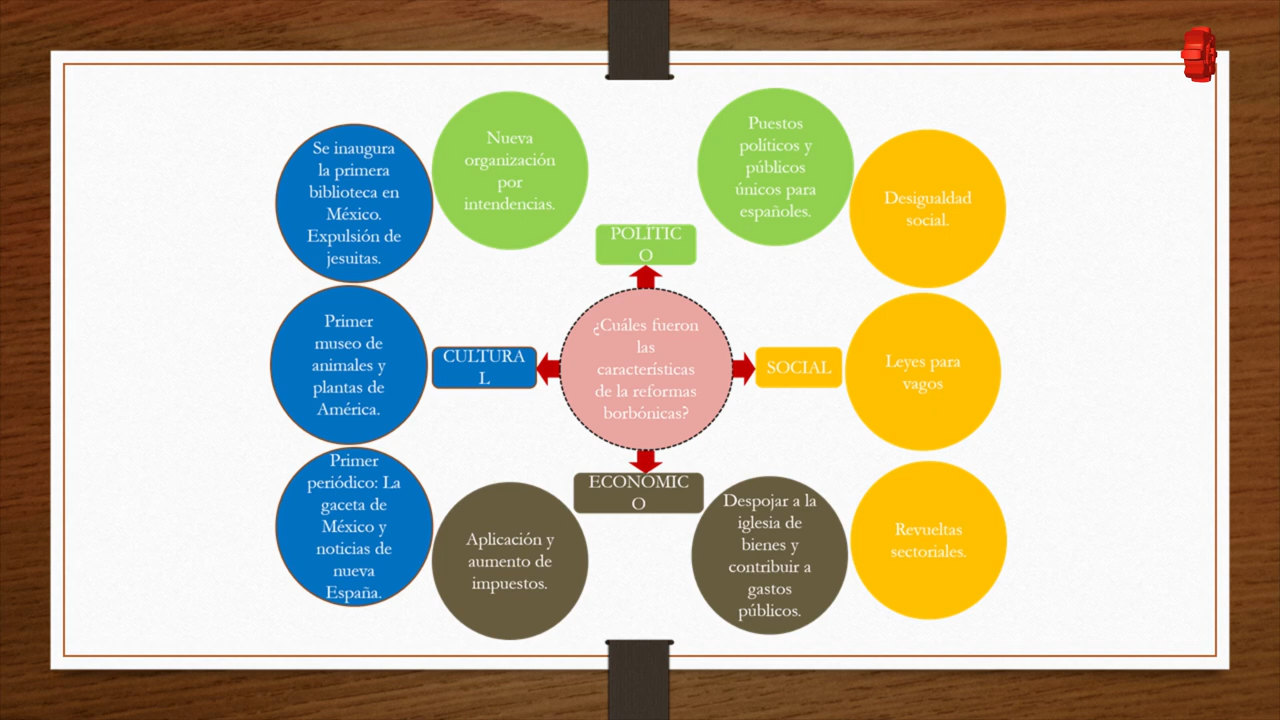 Se inaugura
la primera
biblioteca en
México.
Expulsión de
jesuitas.
Nueva
organización
por
intendencias.
Puestos
políticos y
públicos
únicos para
españoles.
Desigualdad
social.
POLÍTIC
O
Primer
museo de
animales y
plantas de
América.
CULTURA
L
¿Cuáles fueron
las
características
de la reformas
borbónicas?
SOCIAL
Leyes para
vagos
Primer
periódico: La
gaceta de
México y
noticias de
nueva
España.
Aplicación y
aumento de
impuestos.
ECONÓMIC
O
Despojar a la
iglesia de
bienes y
contribuir a
gastos
públicos.
Revueltas
sectoriales.